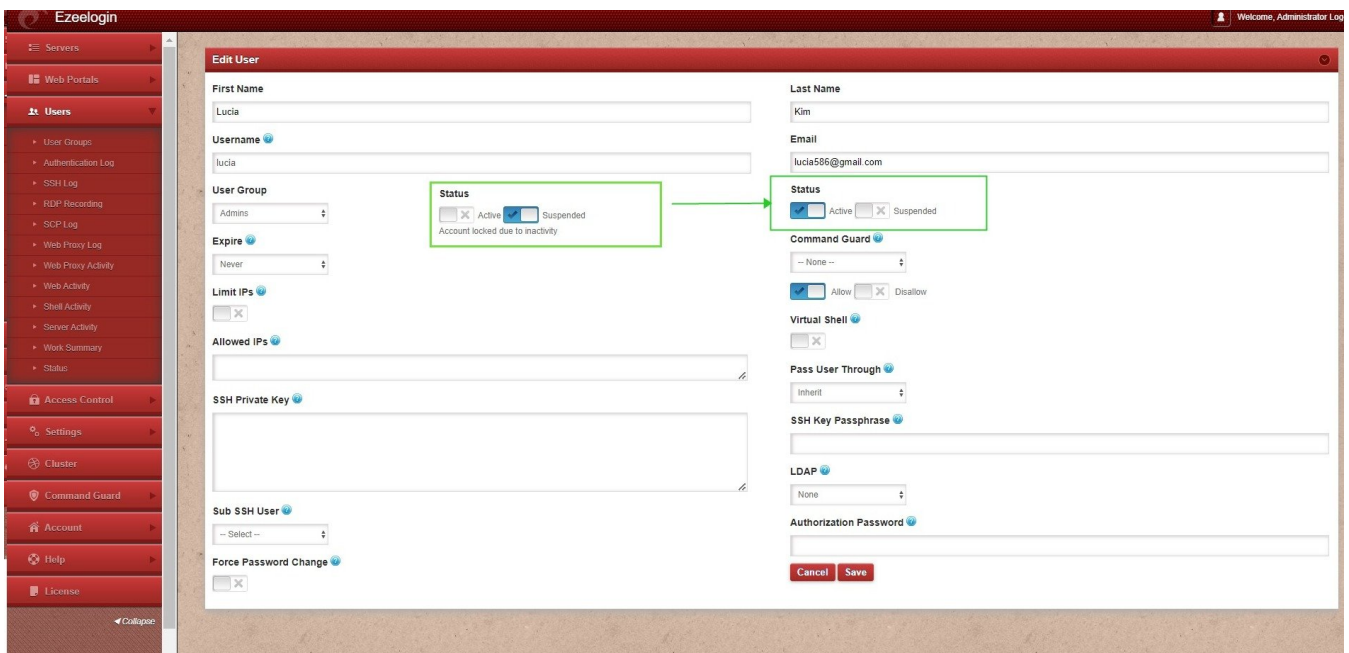 Ezeelogin
Welcome, Administrator Log
Servers
Web Portals
Users
User Groups
Authentication Log
SSH Log
RDP Recording
SCP Log
Web Proxy Log
Web Proxy Activity
Web Activity
Shell Activity
Server Activity
Work Summary
Status
Access Control
Settings
Cluster
Command Guard
Account
Help
License
Collapse
Edit User
First Name
Lucia
Last Name
Kim
Username
lucia
Email
lucia586@gmail.com
User Group
Admins
Status
Active Suspended
Account locked due to inactivity
Status
Active Suspended
Expire
Never
Command Guard
-- None --
Allow Disallow
Limit IPs
Virtual Shell
Allowed IPs
Pass User Through
Inherit
SSH Private Key
SSH Key Passphrase
LDAP
None
Sub SSH User
-- Select --
Authorization Password
Force Password Change
Cancel Save